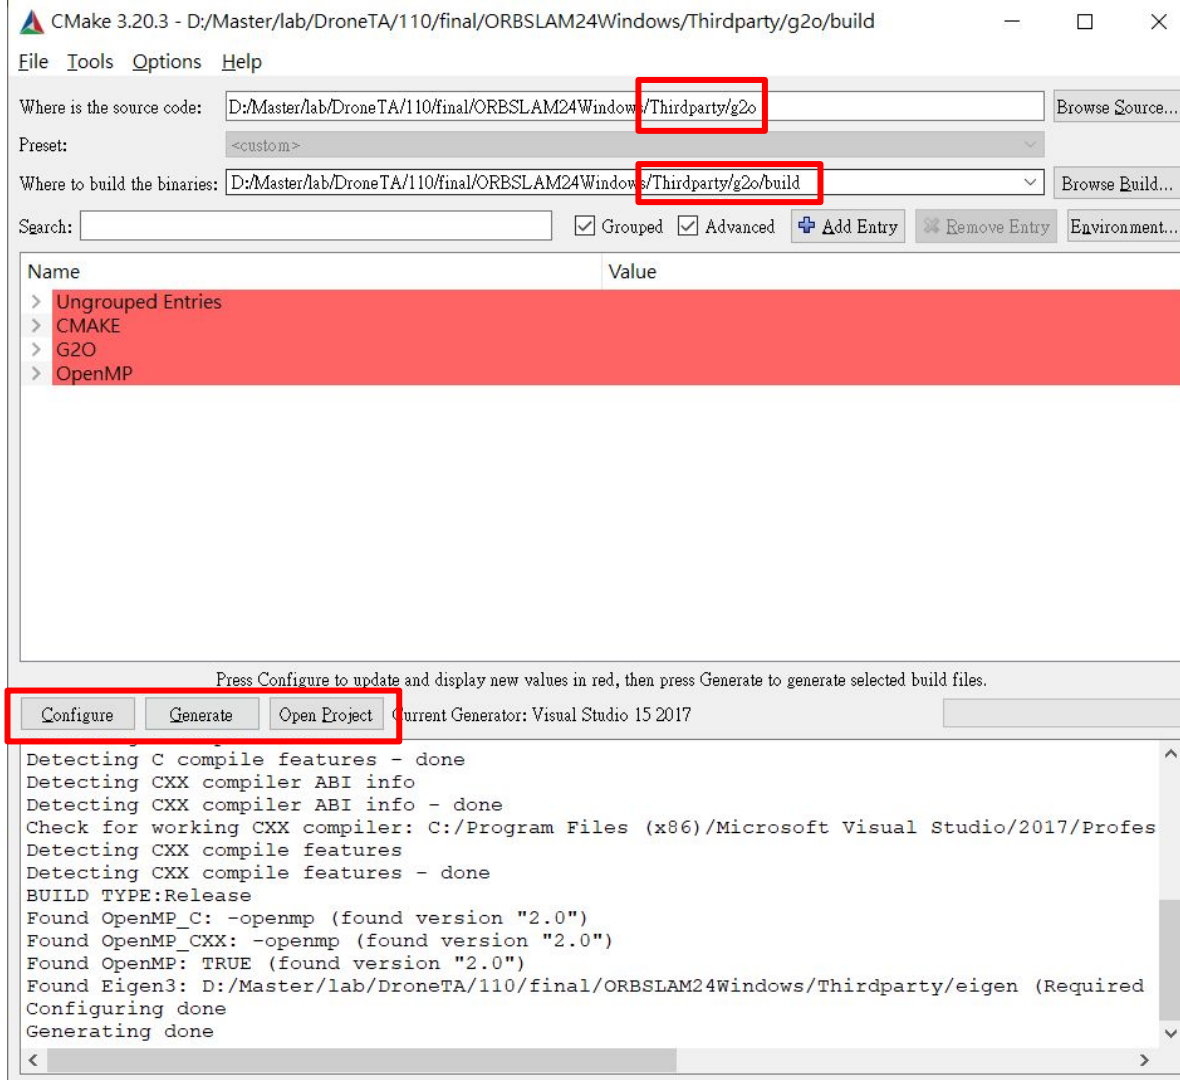 CMake 3.20.3 - D:/Master/lab/DroneTA/110/final/ORBSLAM24Windows/Thirdparty/g2o/build
File Tools Options Help
Where is the source code: D:/Master/lab/DroneTA/110/final/ORBSLAM24Windows/Thirdparty/g2o Browse Source...
Preset: <custom>
Where to build the binaries: D:/Master/lab/DroneTA/110/final/ORBSLAM24Windows/Thirdparty/g2o/build Browse Build...
Search: Grouped Advanced Add Entry Remove Entry Environment...
Name Value
Ungrouped Entries
CMAKE
G2O
OpenMP
Press Configure to update and display new values in red, then press Generate to generate selected build files.
Configure Generate Open Project Current Generator: Visual Studio 15 2017
Detecting C compile features - done
Detecting CXX compiler ABI info
Detecting CXX compiler ABI info - done
Check for working CXX compiler: C:/Program Files (x86)/Microsoft Visual Studio/2017/Profes
Detecting CXX compile features
Detecting CXX compile features - done
BUILD TYPE:Release
Found OpenMP_C: -openmp (found version "2.0")
Found OpenMP_CXX: -openmp (found version "2.0")
Found OpenMP: TRUE (found version "2.0")
Found Eigen3: D:/Master/lab/DroneTA/110/final/ORBSLAM24Windows/Thirdparty/eigen (Required
Configuring done
Generating done